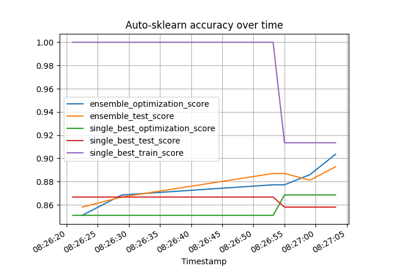 Auto-sklearn accuracy over time
1.00
0.98
0.96
0.94
0.92
0.90
0.88
0.86
ensemble_optimization_score
ensemble_test_score
single_best_optimization_score
single_best_test_score
single_best_train_score
08:26:20
08:26:25
08:26:30
08:26:35
08:26:40
08:26:45
08:26:50
08:26:55
08:27:00
08:27:05
Timestamp